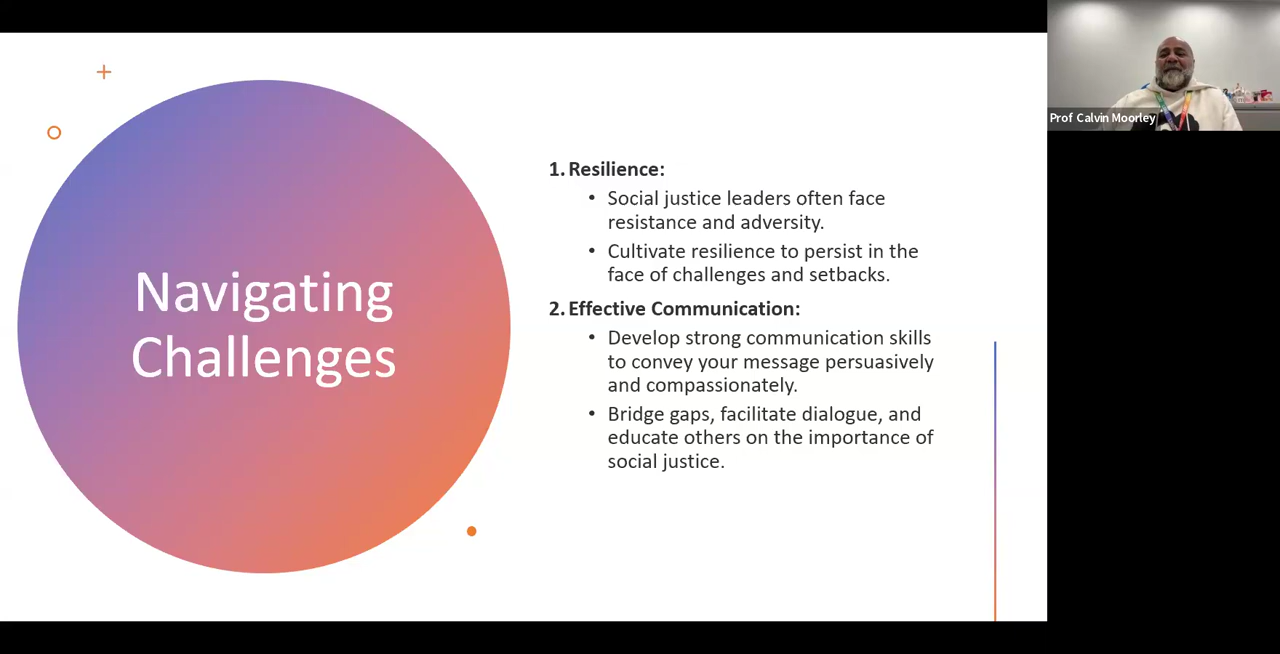 Navigating
Challenges
1. Resilience:
• Social justice leaders often face
resistance and adversity.
• Cultivate resilience to persist in the
face of challenges and setbacks.
2. Effective Communication:
• Develop strong communication skills
to convey your message persuasively
and compassionately.
• Bridge gaps, facilitate dialogue, and
educate others on the importance of
social justice.
Prof Calvin Moorley